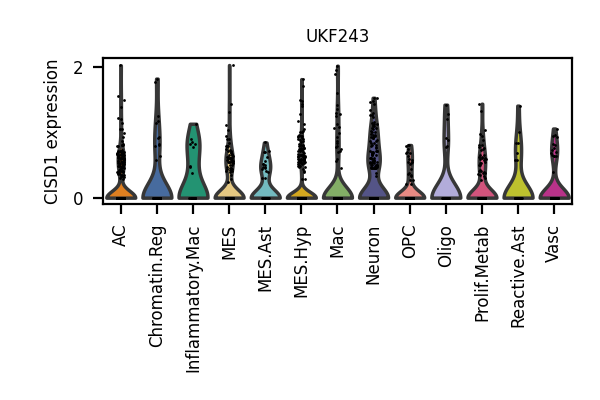 UKF243
CISD1 expression
2
0
AC
Chromatin.Reg
Inflammatory.Mac
MES
MES.Ast
MES.Hyp
Mac
Neuron
OPC
Oligo
Prolif.Metab
Reactive.Ast
Vasc